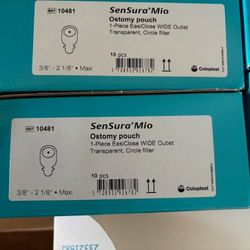 REF 10481
SenSura® Mio
Ostomy pouch
1-Piece EasiClose WIDE Outlet
Transparent, Circle filter
3/8" - 2 1/8" • Maxi
10 pcs
Coloplast
REF 10481
SenSura® Mio
Ostomy pouch
1-Piece EasiClose WIDE Outlet
Transparent, Circle filter
3/8" - 2 1/8" • Maxi
10 pcs
Coloplast